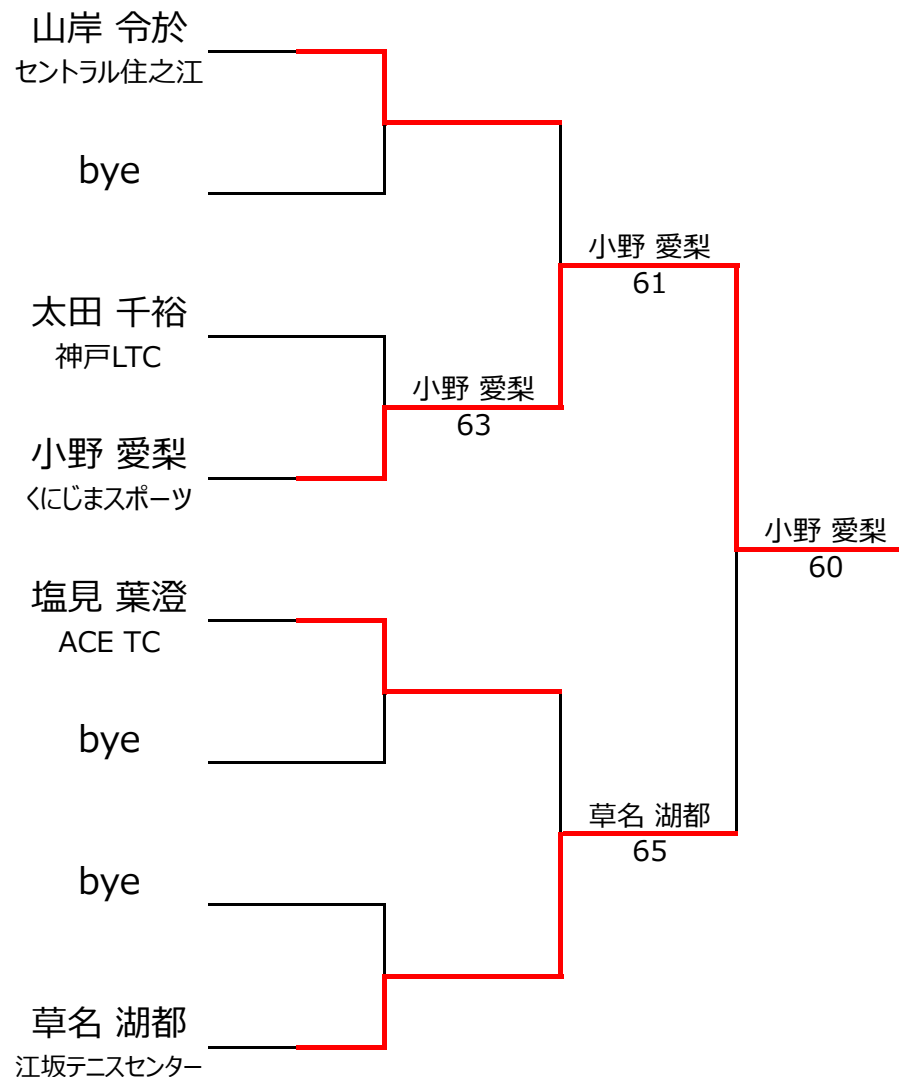 山岸 令於
セントラル住之江
bye
太田 千裕
神戸LTC
小野 愛梨
くにじまスポーツ
塩見 葉澄
ACE TC
bye
bye
草名 湖都
江坂テニスセンター
小野 愛梨
63
小野 愛梨
61
草名 湖都
65
小野 愛梨
60